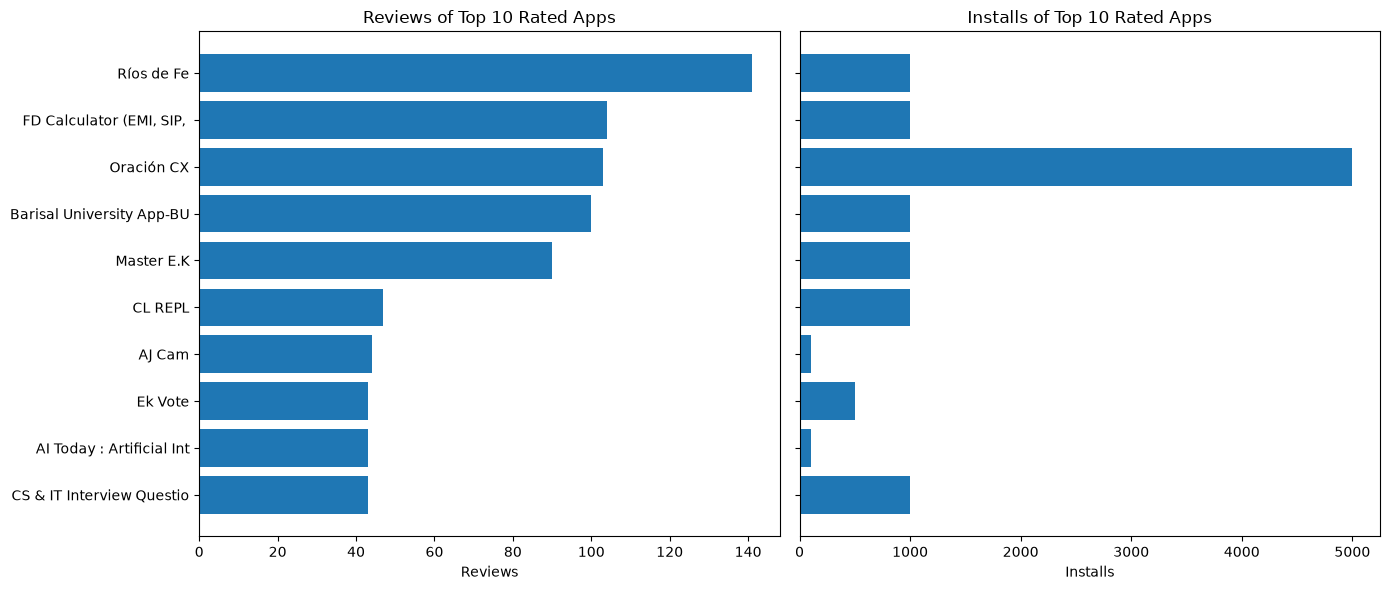 Reviews of Top 10 Rated Apps
Ríos de Fe
FD Calculator (EMI, SIP,
Oración CX
Barisal University App-BU
Master E.K
CL REPL
AJ Cam
Ek Vote
AI Today : Artificial Int
CS & IT Interview Questio
0 20 40 60 80 100 120 140
Reviews
Installs of Top 10 Rated Apps
0 1000 2000 3000 4000 5000
Installs